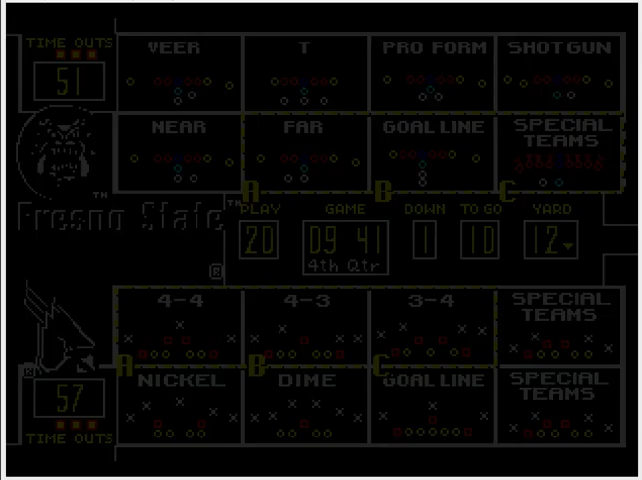 TIME OUTS
51
VEER
T
PRO FORM
SHOTGUN
NEAR
FAR
GOAL LINE
SPECIAL
TEAMS
A
B
C
™
Fresno State™
PLAY
GAME
DOWN
TO GO
YARD
20
09 41
1
10
12
4th Qtr
®
4-4
4-3
3-4
SPECIAL
TEAMS
A
B
C
®
57
TIME OUTS
NICKEL
DIME
GOAL LINE
SPECIAL
TEAMS